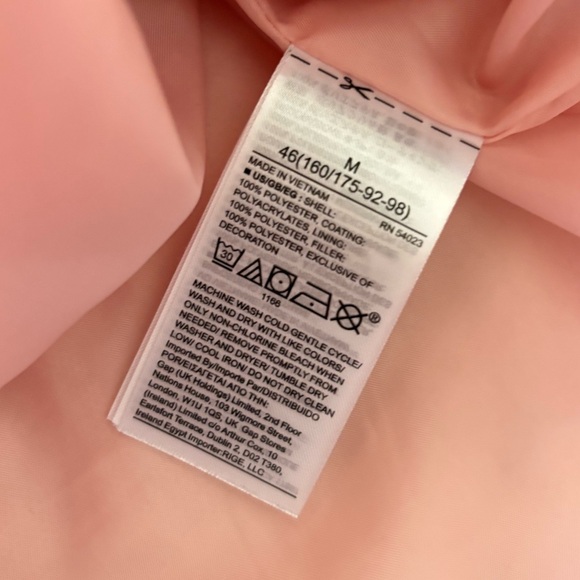 M
46(160/175-92-98)
MADE IN VIETNAM
RN 54023
■ US/GB/EG : SHELL:
100% POLYESTER, COATING:
POLYACRYLATES, LINING:
100% POLYESTER, FILLER:
100% POLYESTER, EXCLUSIVE OF
DECORATION
30
®
1166
MACHINE WASH COLD GENTLE CYCLE/
WASH AND DRY WITH LIKE COLORS/
ONLY NON-CHLORINE BLEACH WHEN
NEEDED/ REMOVE PROMPTLY FROM
WASHER AND DRYER/ TUMBLE DRY
LOW/ COOL IRON/ DO NOT DRY CLEAN
Imported By/Importe Par/DISTRIBUIDO
POR/ΕΙΣΑΓΕΤΑΙ ΑΠΟ ΤΗΝ:
Gap (UK Holdings) Limited, 2nd Floor
Nations House, 103 Wigmore Street,
London, W1U 1QS, UK. Gap Stores
(Ireland) Limited c/o Arthur Cox, 10
Earlsfort Terrace, Dublin 2, D02 T380,
Ireland Egypt Importer:RIGE, LLC